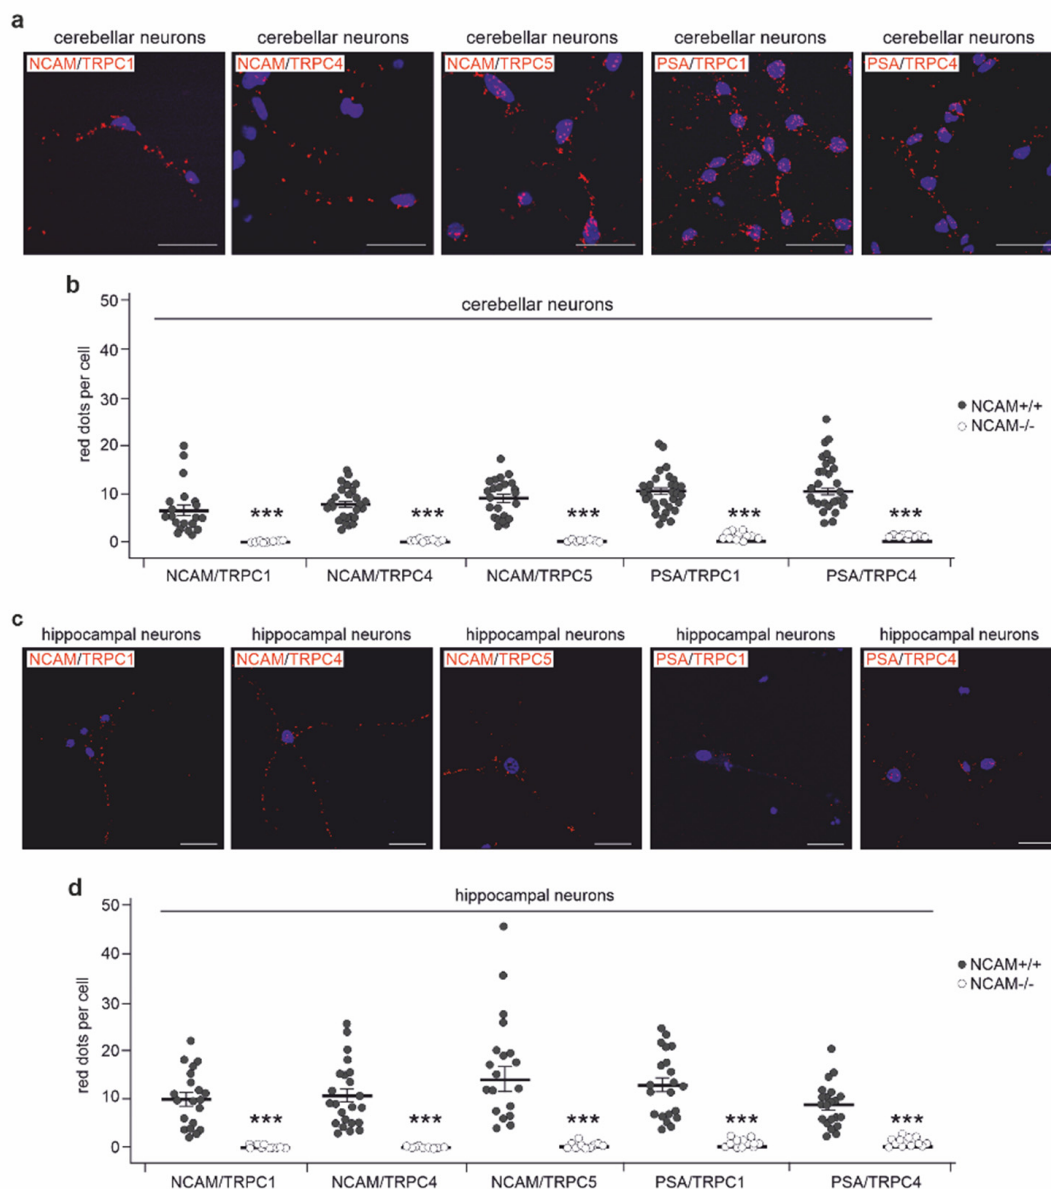 a
cerebellar neurons cerebellar neurons cerebellar neurons cerebellar neurons cerebellar neurons
NCAM/TRPC1 NCAM/TRPC4 NCAM/TRPC5 PSA/TRPC1 PSA/TRPC4
b
cerebellar neurons
50
40
30
20
10
0
red dots per cell
NCAM+/+
NCAM-/-
*** *** *** *** ***
NCAM/TRPC1 NCAM/TRPC4 NCAM/TRPC5 PSA/TRPC1 PSA/TRPC4
c
hippocampal neurons hippocampal neurons hippocampal neurons hippocampal neurons hippocampal neurons
NCAM/TRPC1 NCAM/TRPC4 NCAM/TRPC5 PSA/TRPC1 PSA/TRPC4
d
hippocampal neurons
50
40
30
20
10
0
red dots per cell
NCAM+/+
NCAM-/-
*** *** *** *** ***
NCAM/TRPC1 NCAM/TRPC4 NCAM/TRPC5 PSA/TRPC1 PSA/TRPC4